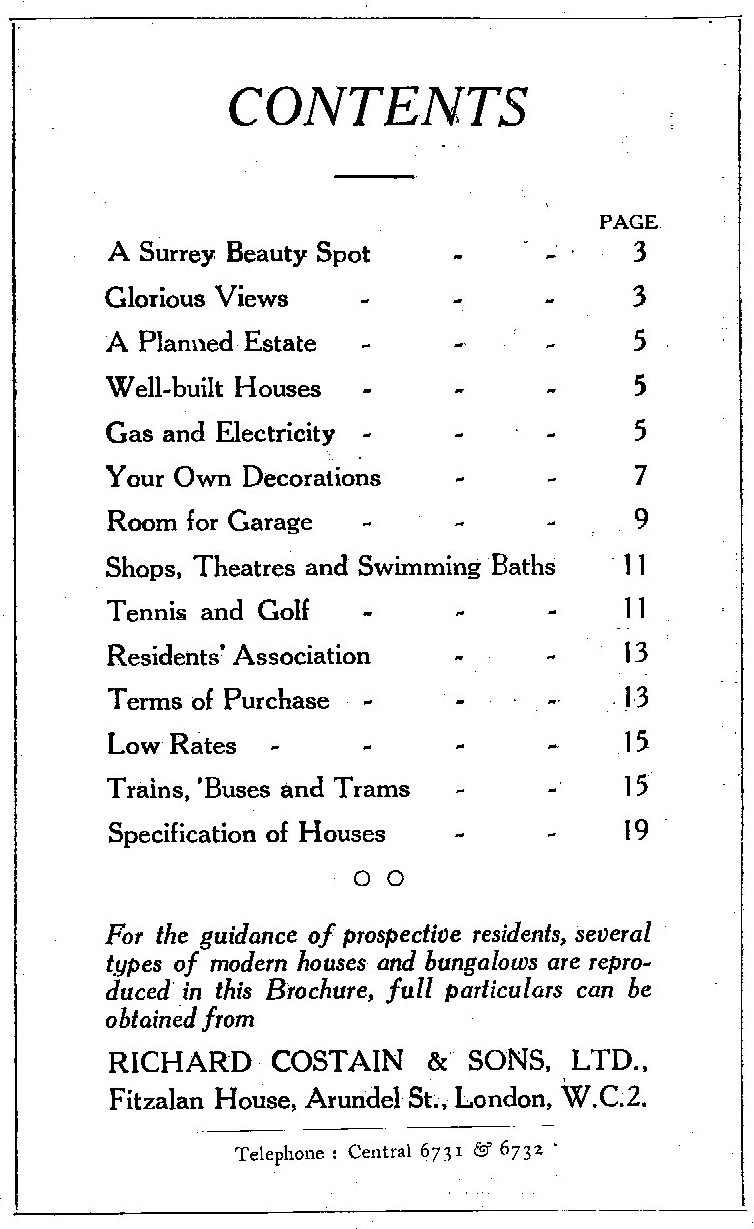 CONTENTS
PAGE
A Surrey Beauty Spot - - 3
Glorious Views - - - 3
A Planned Estate - - - 5
Well-built Houses - - - 5
Gas and Electricity - - - 5
Your Own Decorations - - 7
Room for Garage - - - 9
Shops, Theatres and Swimming Baths 11
Tennis and Golf - - - 11
Residents' Association - - 13
Terms of Purchase - - - 13
Low Rates - - - - 15
Trains, 'Buses and Trams - - 15
Specification of Houses - - 19
For the guidance of prospective residents, several
types of modern houses and bungalows are repro-
duced in this Brochure, full particulars can be
obtained from
RICHARD COSTAIN & SONS, LTD.,
Fitzalan House, Arundel St., London, W.C.2.
Telephone : Central 6731 & 6732